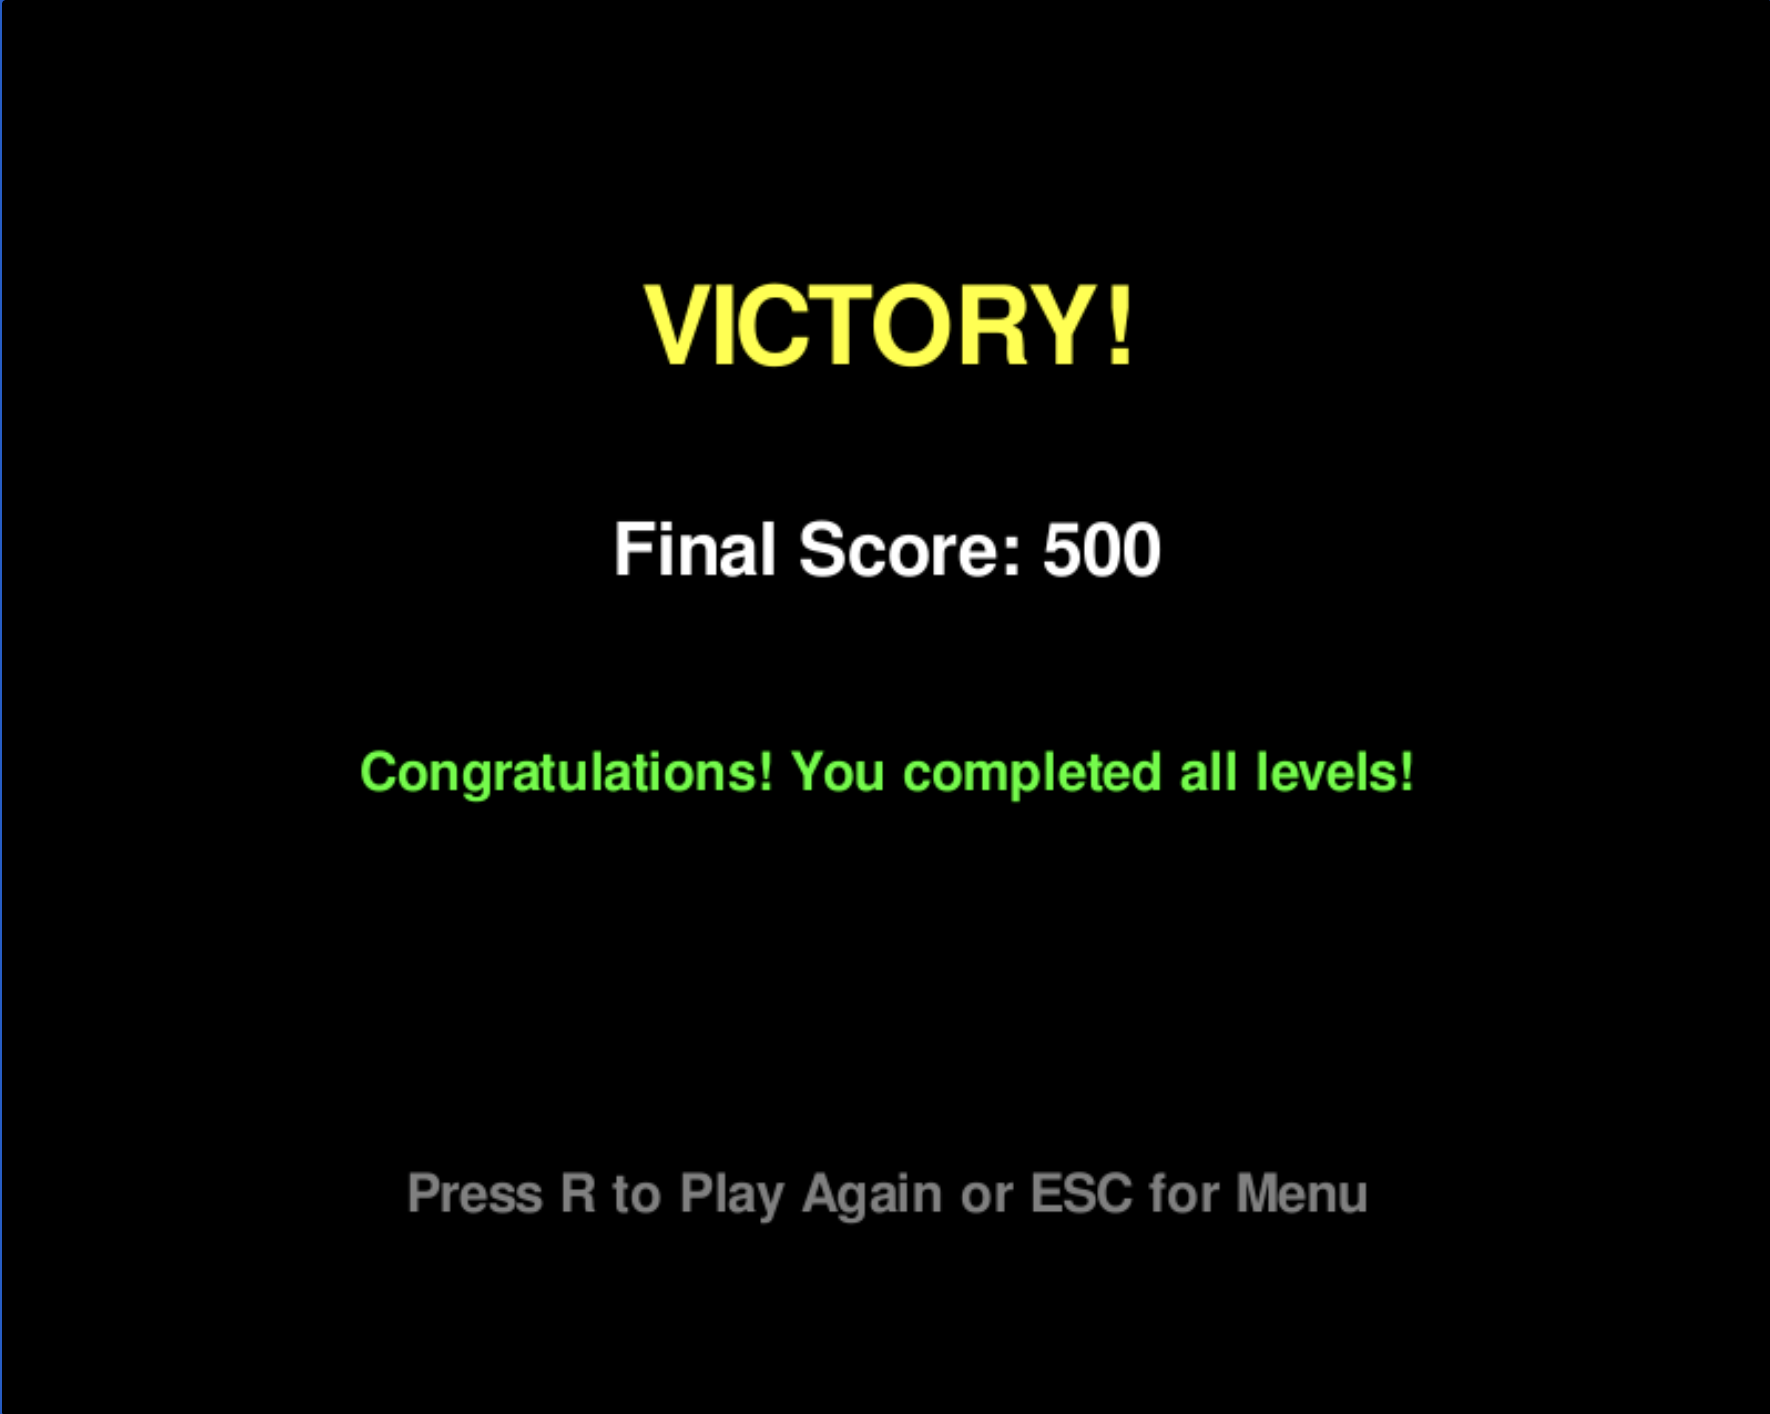 VICTORY!
Final Score: 500
Congratulations! You completed all levels!
Press R to Play Again or ESC for Menu